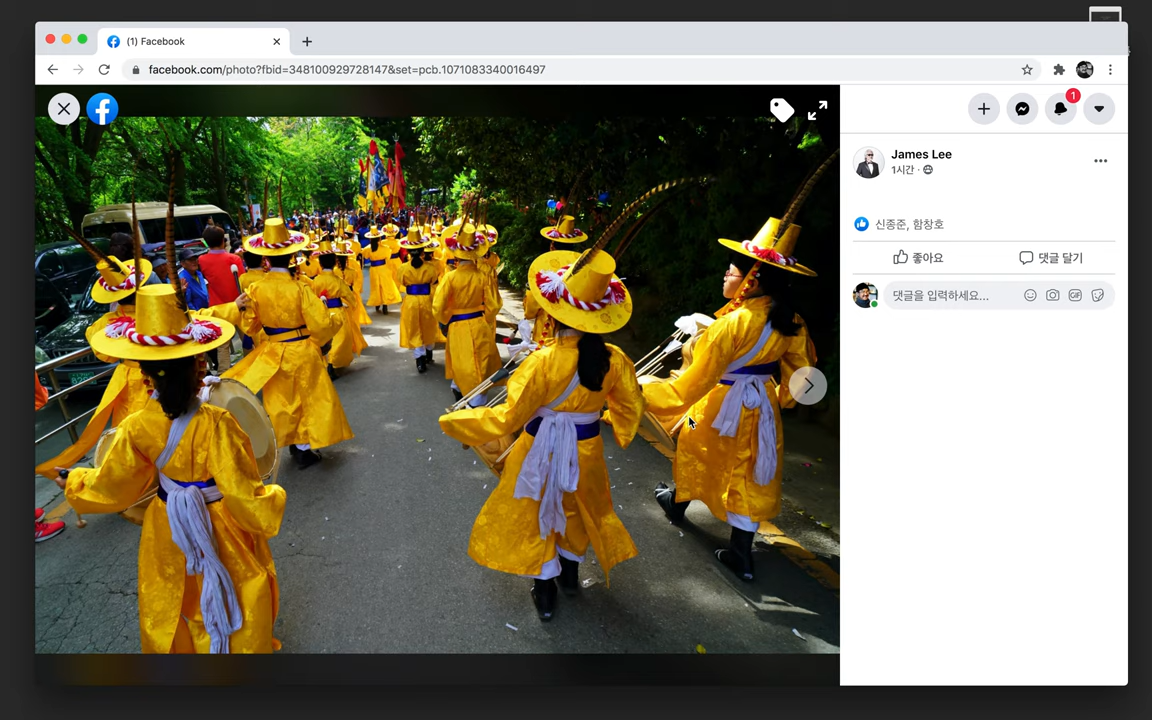 (1) Facebook
facebook.com/photo?fbid=348100929728147&set=pcb.1071083340016497
1
James Lee
1시간 ·
신종준, 함창호
좋아요
댓글 달기
댓글을 입력하세요...
GIF